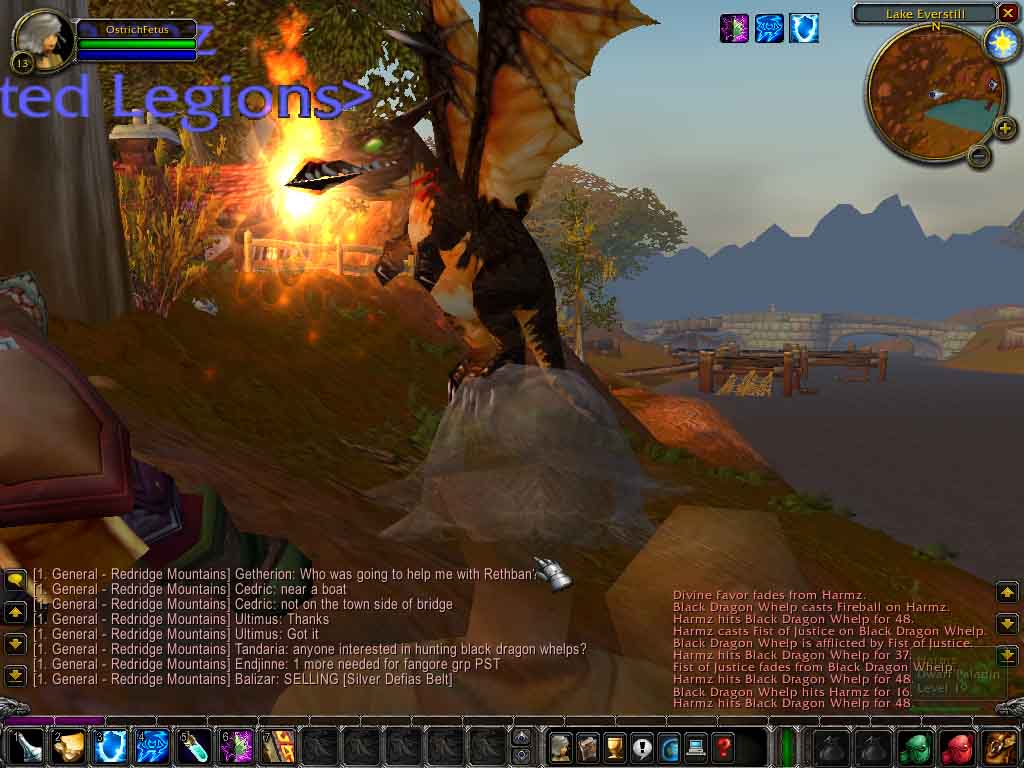 OstrichFetus
z
13
ted Legions>
Lake Everstill
N
[1. General - Redridge Mountains] Getherion: Who was going to help me with Rethban?
[1. General - Redridge Mountains] Cedric: near a boat
[1. General - Redridge Mountains] Cedric: not on the town side of bridge
[1. General - Redridge Mountains] Ultimus: Thanks
[1. General - Redridge Mountains] Ultimus: Got it
[1. General - Redridge Mountains] Tandaria: anyone interested in hunting black dragon whelps?
[1. General - Redridge Mountains] Endjinne: 1 more needed for fangore grp PST
[1. General - Redridge Mountains] Balizar: SELLING [Silver Defias Belt]
Divine Favor fades from Harmz.
Black Dragon Whelp casts Fireball on Harmz.
Harmz hits Black Dragon Whelp for 48.
Harmz casts Fist of Justice on Black Dragon Whelp.
Black Dragon Whelp is afflicted by Fist of Justice.
Harmz hits Black Dragon Whelp for 37.
Fist of Justice fades from Black Dragon Whelp.
Harmz hits Black Dragon Whelp for 48.
Black Dragon Whelp hits Harmz for 16.
Harmz hits Black Dragon Whelp for 48.
Dwarf Paladin
Level
2 3 4 5 6 7